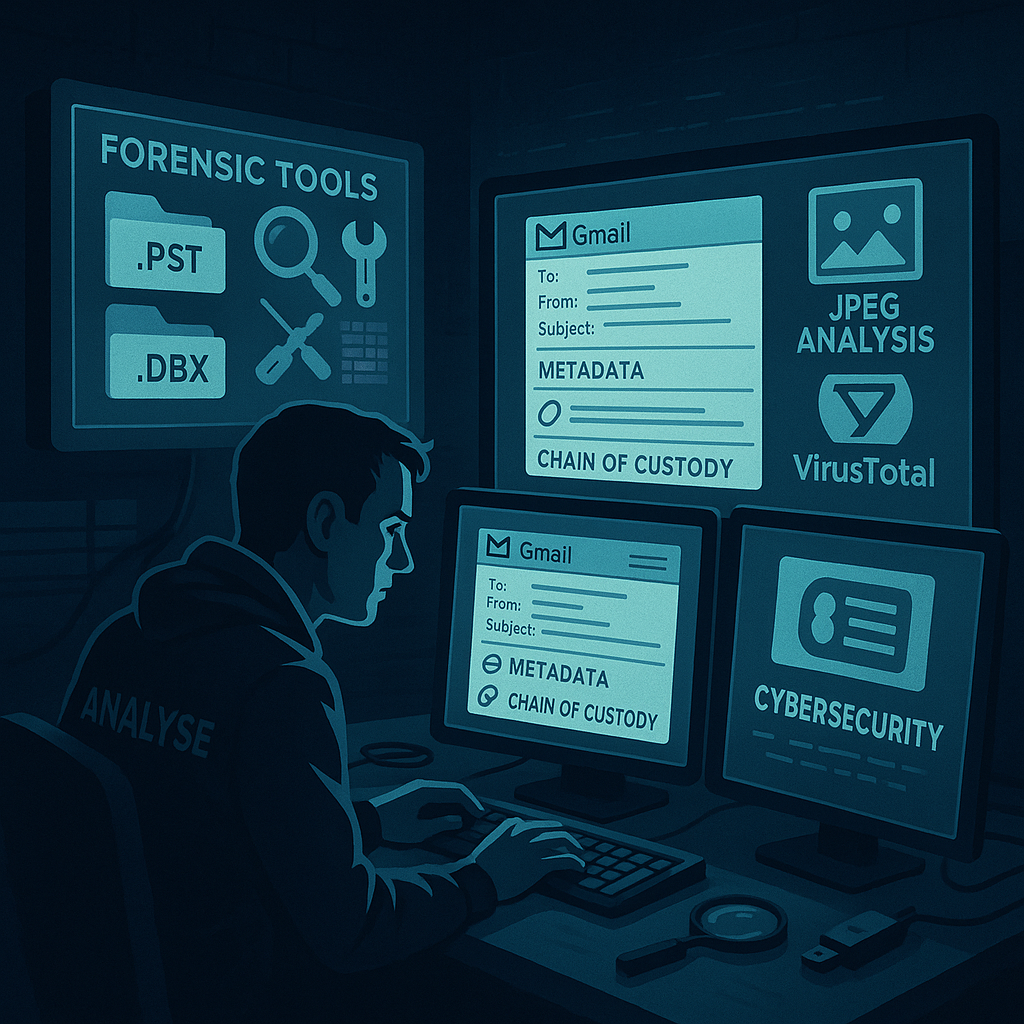 FORENSIC TOOLS
.PST
.DBX
Gmail
To:
From:
Subject:
METADATA
CHAIN OF CUSTODY
JPEG
ANALYSIS
VirusTotal
Gmail
To:
From:
Subject:
METADATA
CHAIN OF CUSTODY
CYBERSECURITY
ANALYSE